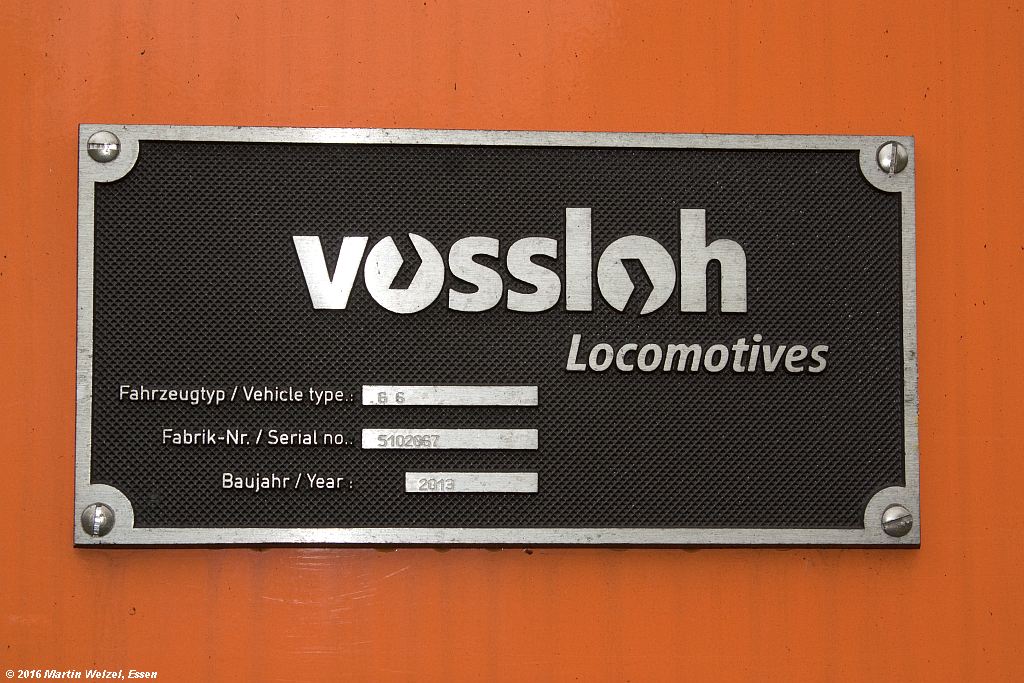 vossloh
Locomotives
Fahrzeugtyp / Vehicle type.: G 6
Fabrik-Nr. / Serial no.. 5102067
Baujahr / Year : 2013
© 2016 Martin Welzel, Essen